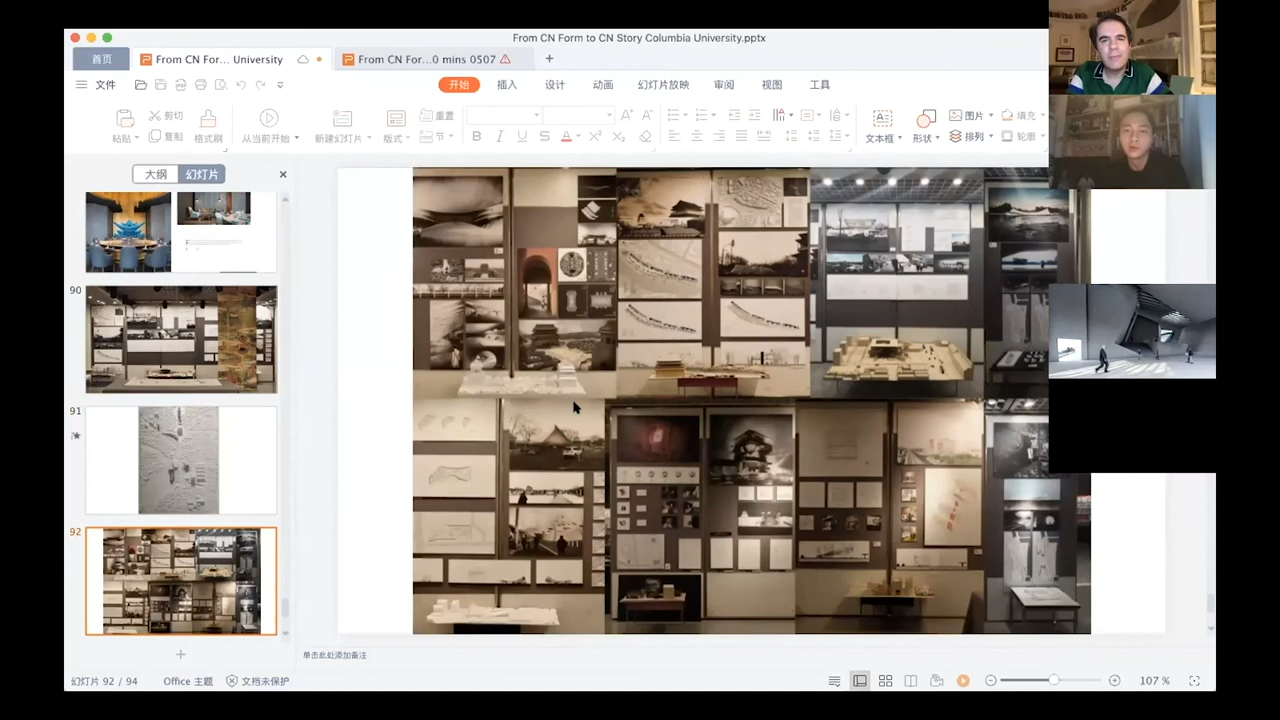 From CN Form to CN Story Columbia University.pptx
首页
From CN For... University
From CN For...0 mins 0507
文件
开始
插入
设计
动画
幻灯片放映
审阅
视图
工具
粘贴
剪切
复制
格式刷
从当前开始
新建幻灯片
版式
重置
节
B I U S A X² X₂
文本框
形状
图片
排列
填充
轮廓
大纲
幻灯片
90
91
92
单击此处添加备注
幻灯片 92 / 94
Office 主题
文档未保护
107 %